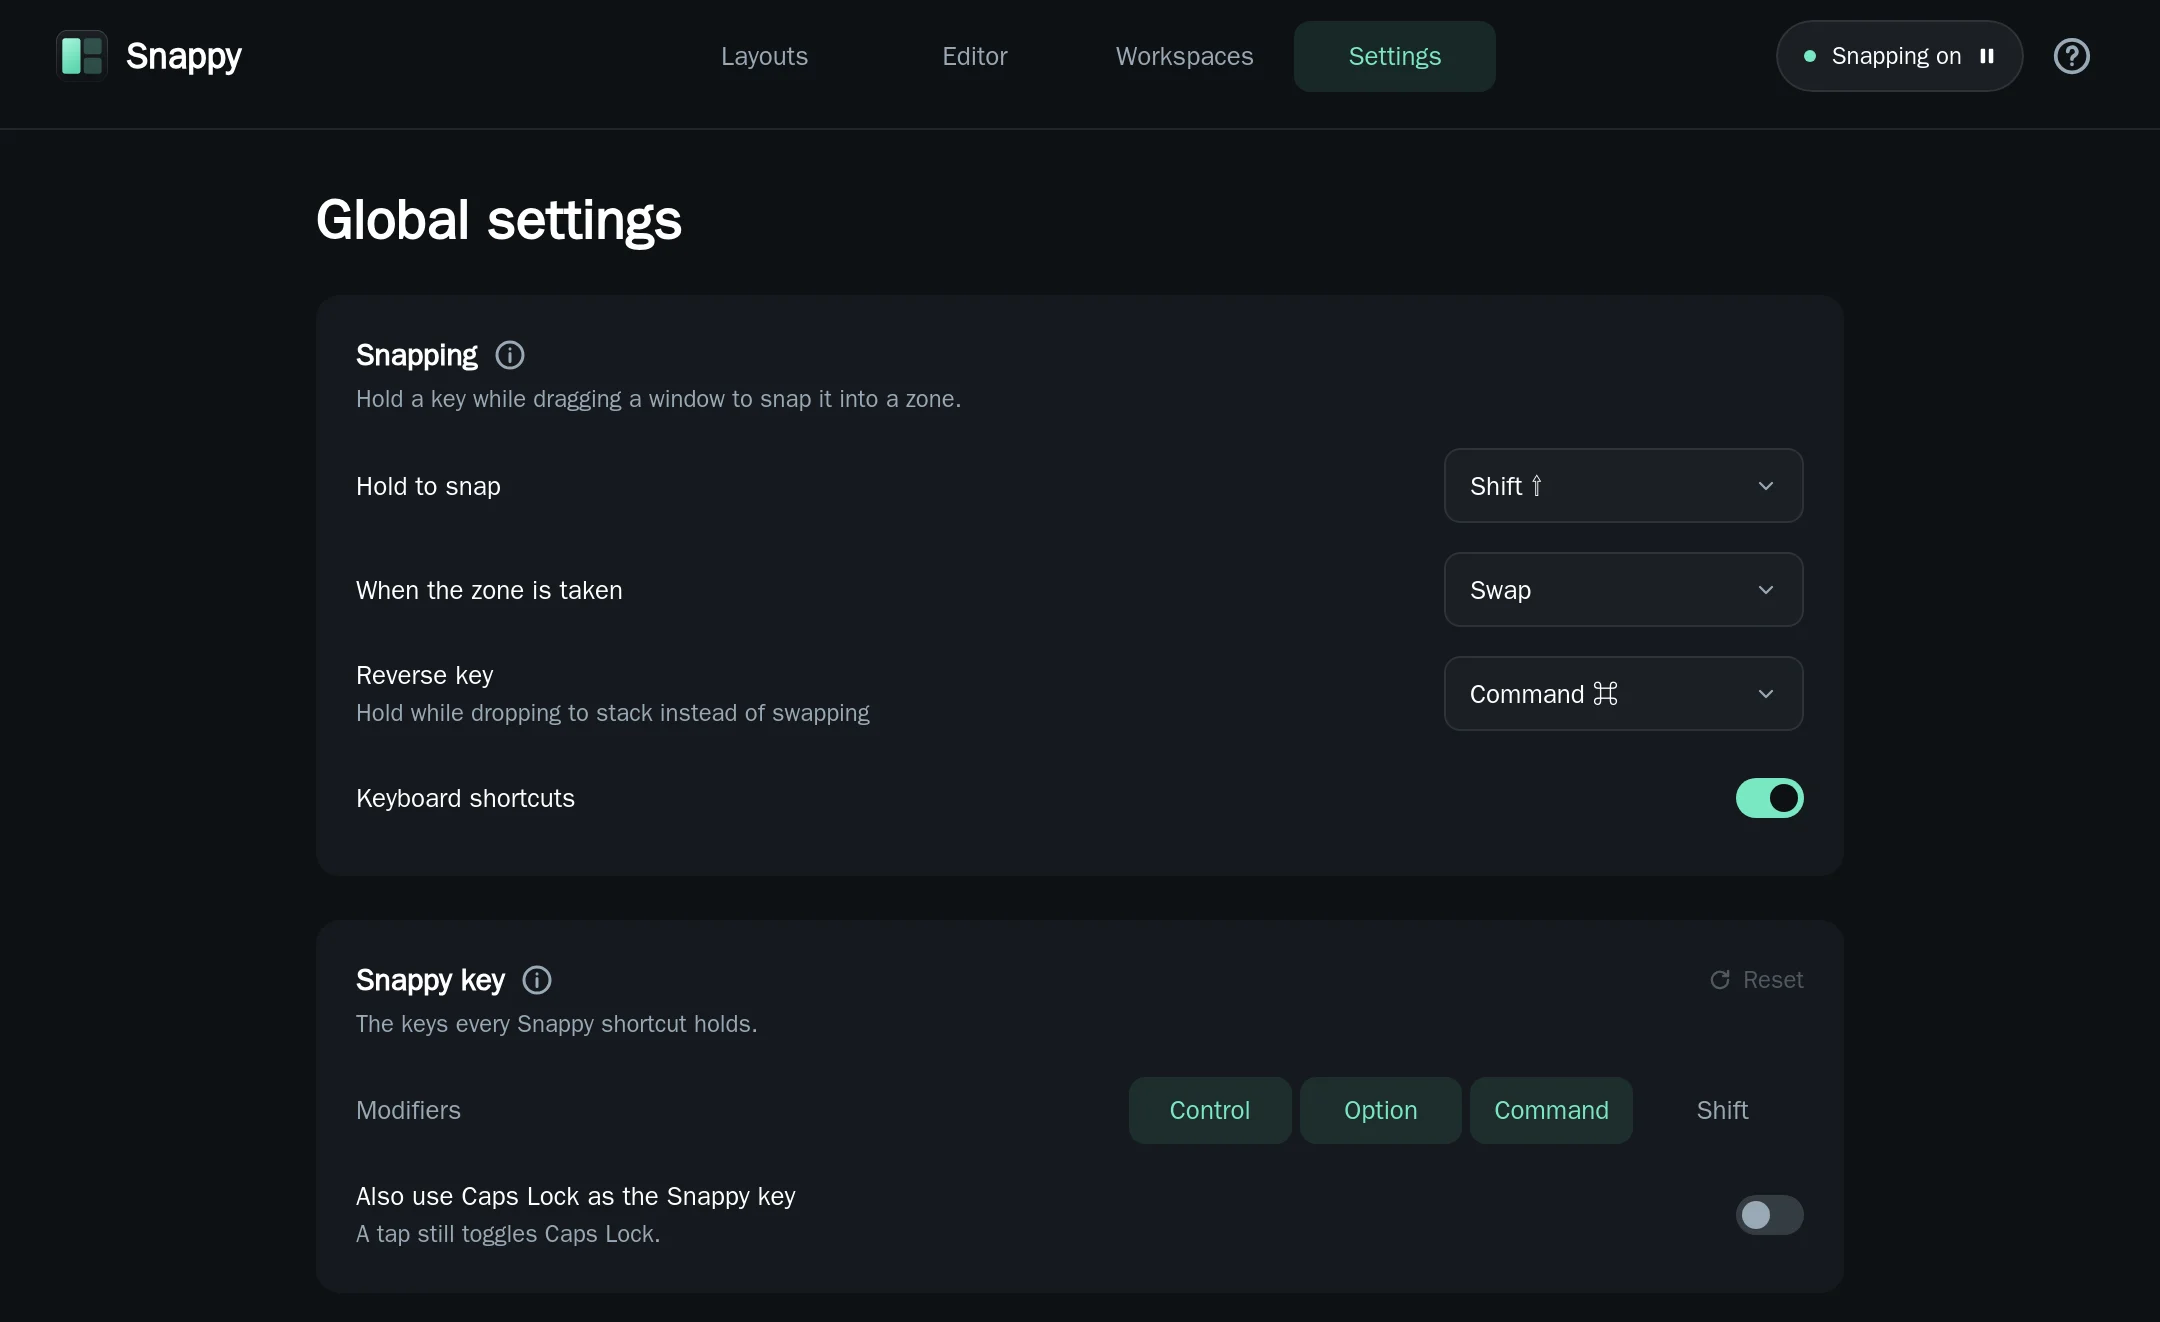 Snappy
Layouts
Editor
Workspaces
Settings
Snapping on
Global settings
Snapping
Hold a key while dragging a window to snap it into a zone.
Hold to snap
Shift ⇧
When the zone is taken
Swap
Reverse key
Hold while dropping to stack instead of swapping
Command ⌘
Keyboard shortcuts
Snappy key
Reset
The keys every Snappy shortcut holds.
Modifiers
Control
Option
Command
Shift
Also use Caps Lock as the Snappy key
A tap still toggles Caps Lock.